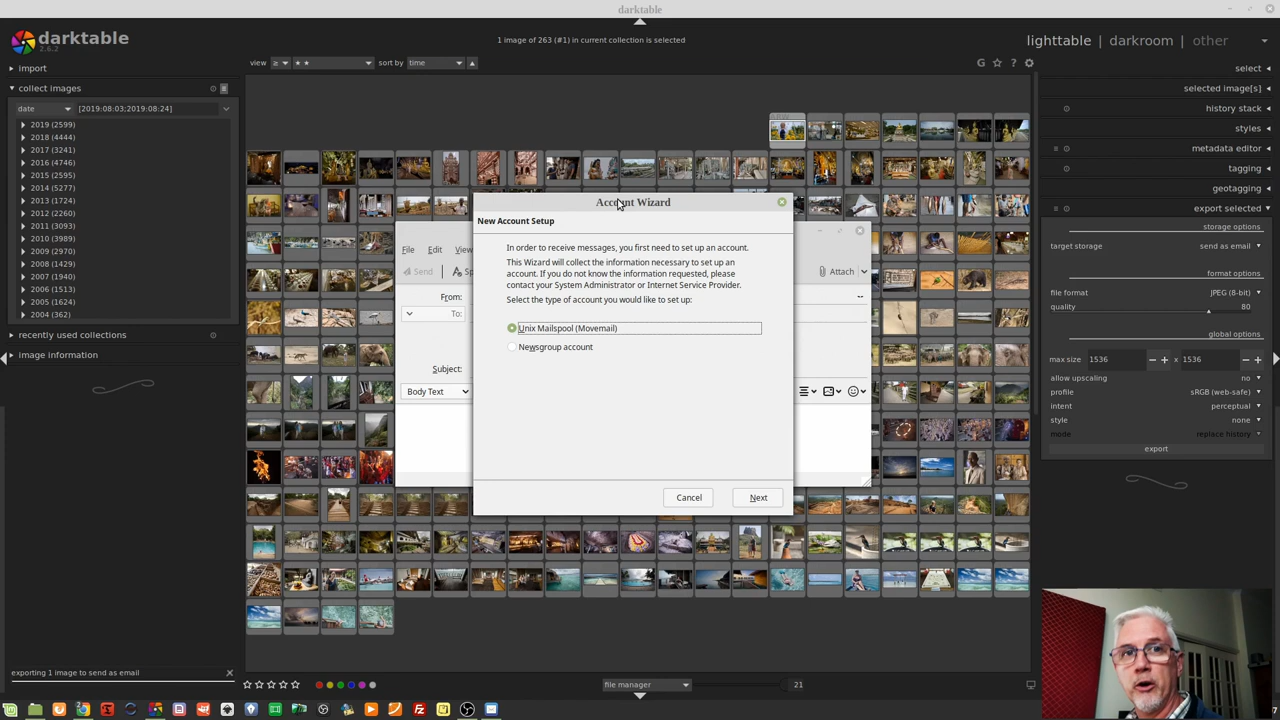 darktable
darktable
2.6.2
1 image of 263 (#1) in current collection is selected
lighttable | darkroom | other
import
view ≥ ★ ★ sort by time
G ☆ ?
select
collect images
selected image[s]
date [2019:08:03;2019:08:24]
history stack
2019 (2599)
2018 (4444)
2017 (3241)
2016 (4746)
2015 (2595)
2014 (5277)
2013 (1724)
2012 (2260)
2011 (3093)
2010 (3989)
2009 (2970)
2008 (1429)
2007 (1940)
2006 (1513)
2005 (1624)
2004 (362)
recently used collections
image information
styles
metadata editor
tagging
geotagging
export selected
storage options
target storage send as email
format options
file format JPEG (8-bit)
quality 80
global options
max size 1536 x 1536
allow upscaling no
profile sRGB (web-safe)
intent perceptual
style none
mode replace history
export
Account Wizard
New Account Setup
In order to receive messages, you first need to set up an account.
This Wizard will collect the information necessary to set up an
account. If you do not know the information requested, please
contact your System Administrator or Internet Service Provider.
Select the type of account you would like to set up:
Unix Mailspool (Movemail)
Newsgroup account
Cancel Next
File Edit View
Send Sp
Attach
From:
To:
Subject:
Body Text
exporting 1 image to send as email
file manager 21